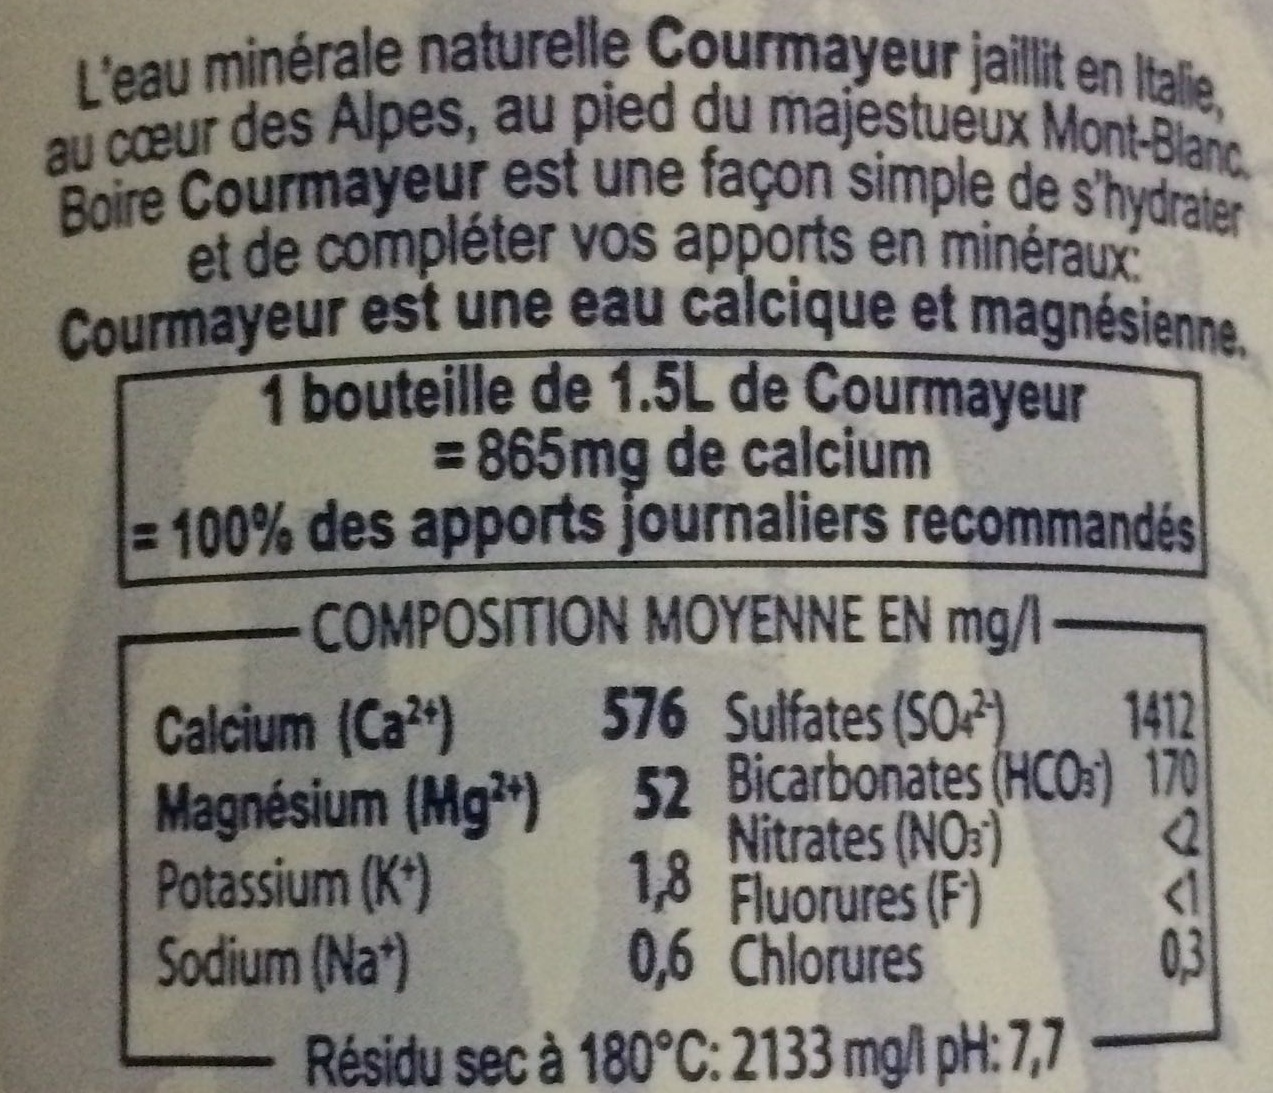 L'eau minérale naturelle Courmayeur jaillit en Italie,
au cœur des Alpes, au pied du majestueux Mont-Blanc.
Boire Courmayeur est une façon simple de s'hydrater
et de compléter vos apports en minéraux:
Courmayeur est une eau calcique et magnésienne.
1 bouteille de 1.5L de Courmayeur
= 865mg de calcium
= 100% des apports journaliers recommandés
COMPOSITION MOYENNE EN mg/l
Calcium (Ca²⁺) 576
Magnésium (Mg²⁺) 52
Potassium (K⁺) 1,8
Sodium (Na⁺) 0,6
Sulfates (SO₄²⁻) 1412
Bicarbonates (HCO₃⁻) 170
Nitrates (NO₃⁻) <2
Fluorures (F⁻) <1
Chlorures 0,3
Résidu sec à 180°C: 2133 mg/l pH: 7,7